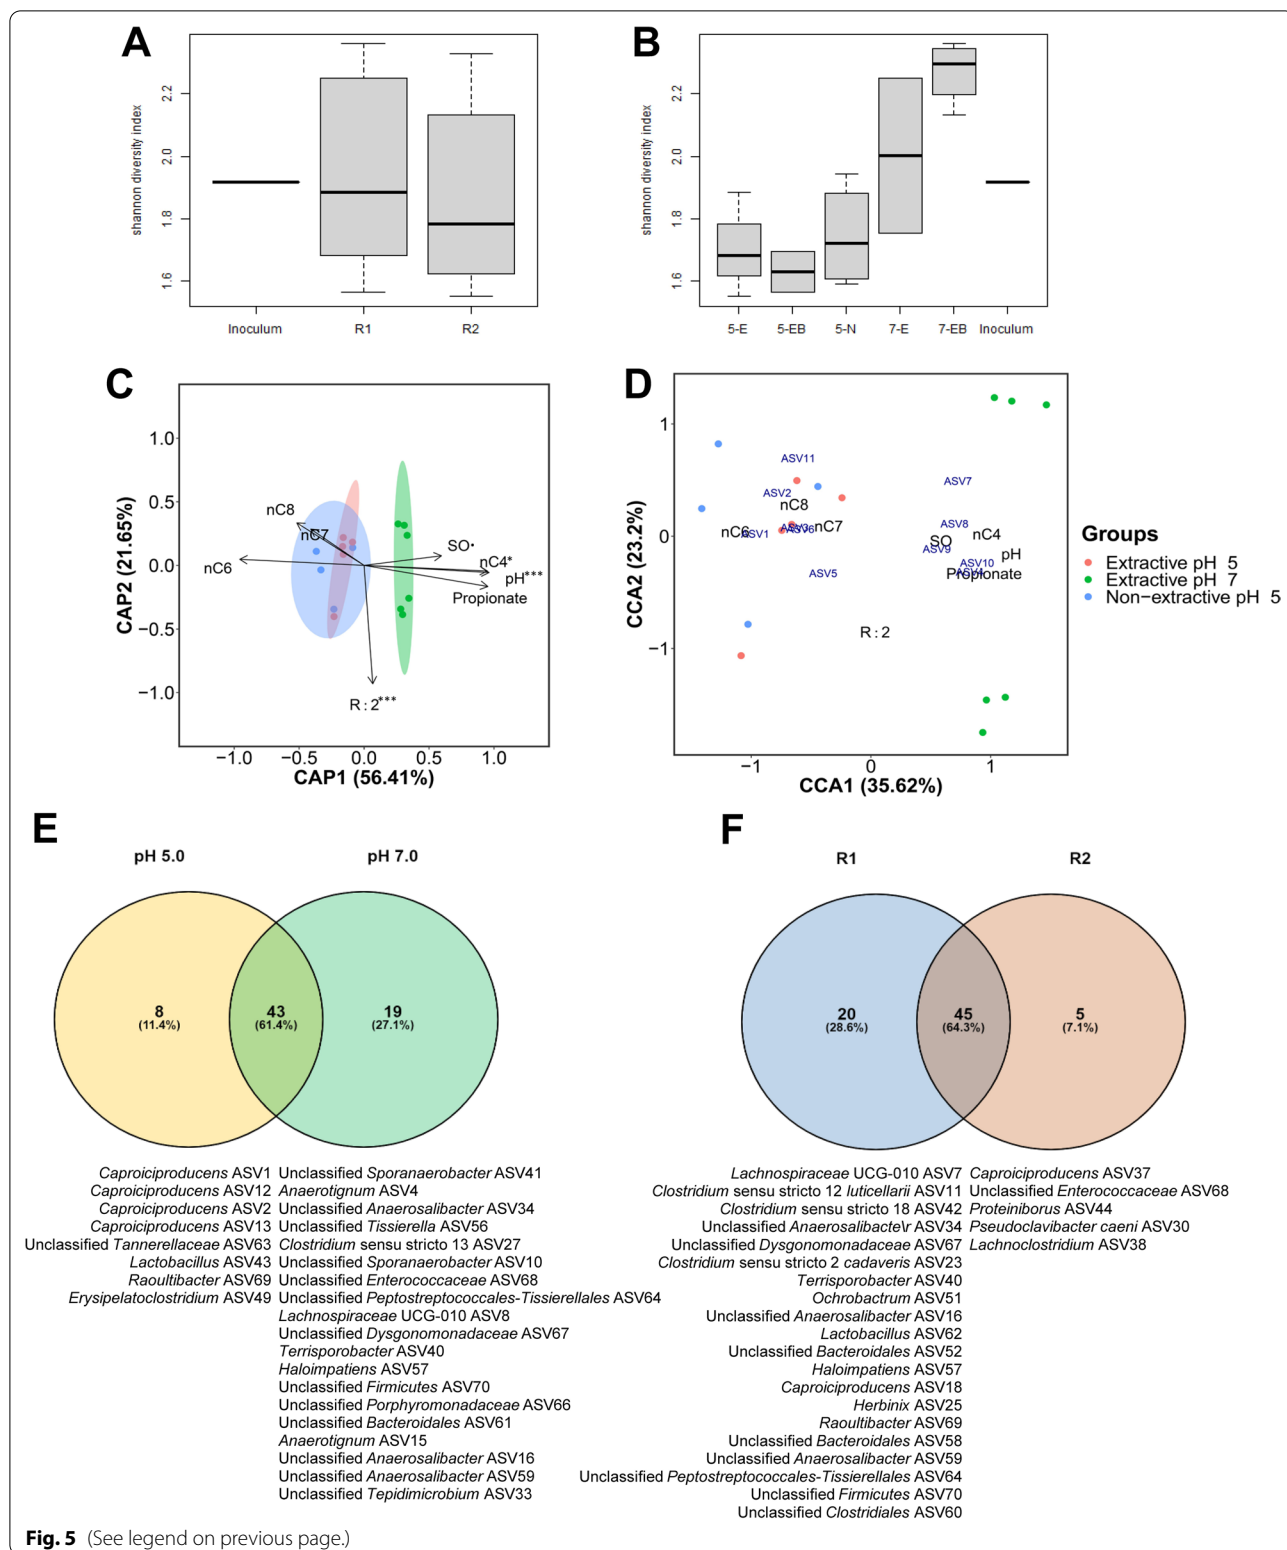 A
shannon diversity index
2.2
2.0
1.8
1.6
Inoculum R1 R2
B
shannon diversity index
2.2
2.0
1.8
1.6
5-E 5-EB 5-N 7-E 7-EB Inoculum
C
CAP2 (21.65%)
1.0
0.5
0.0
−0.5
−1.0
nC8
nC7
nC6
SO•
nC4*
pH***
Propionate
R : 2***
−1.0 −0.5 0.0 0.5 1.0
CAP1 (56.41%)
D
CCA2 (23.2%)
1
0
−1
ASV11
ASV7
ASV2
nC8
ASV8
nC6 ASV1 ASV3 ASV6 nC7
SO
nC4
ASV9
pH
ASV10
ASV5
Propionate
R : 2
−1 0 1
CCA1 (35.62%)
Groups
Extractive pH 5
Extractive pH 7
Non−extractive pH 5
E
pH 5.0 pH 7.0
8 43 19
(11.4%) (61.4%) (27.1%)
Caproiciproducens ASV1
Caproiciproducens ASV12
Caproiciproducens ASV2
Caproiciproducens ASV13
Unclassified Tannerellaceae ASV63
Lactobacillus ASV43
Raoultibacter ASV69
Erysipelatoclostridium ASV49
Unclassified Sporanaerobacter ASV41
Anaerotignum ASV4
Unclassified Anaerosalibacter ASV34
Unclassified Tissierella ASV56
Clostridium sensu stricto 13 ASV27
Unclassified Sporanaerobacter ASV10
Unclassified Enterococcaceae ASV68
Unclassified Peptostreptococcales-Tissierellales ASV64
Lachnospiraceae UCG-010 ASV8
Unclassified Dysgonomonadaceae ASV67
Terrisporobacter ASV40
Haloimpatiens ASV57
Unclassified Firmicutes ASV70
Unclassified Porphyromonadaceae ASV66
Unclassified Bacteroidales ASV61
Anaerotignum ASV15
Unclassified Anaerosalibacter ASV16
Unclassified Anaerosalibacter ASV59
Unclassified Tepidimicrobium ASV33
F
R1 R2
20 45 5
(28.6%) (64.3%) (7.1%)
Lachnospiraceae UCG-010 ASV7
Clostridium sensu stricto 12 luticellarii ASV11
Clostridium sensu stricto 18 ASV42
Unclassified Anaerosalibacte\r ASV34
Unclassified Dysgonomonadaceae ASV67
Clostridium sensu stricto 2 cadaveris ASV23
Terrisporobacter ASV40
Ochrobactrum ASV51
Unclassified Anaerosalibacter ASV16
Lactobacillus ASV62
Unclassified Bacteroidales ASV52
Haloimpatiens ASV57
Caproiciproducens ASV18
Herbinix ASV25
Raoultibacter ASV69
Unclassified Bacteroidales ASV58
Unclassified Anaerosalibacter ASV59
Unclassified Peptostreptococcales-Tissierellales ASV64
Unclassified Firmicutes ASV70
Unclassified Clostridiales ASV60
Caproiciproducens ASV37
Unclassified Enterococcaceae ASV68
Proteiniborus ASV44
Pseudoclavibacter caeni ASV30
Lachnoclostridium ASV38
Fig. 5 (See legend on previous page.)